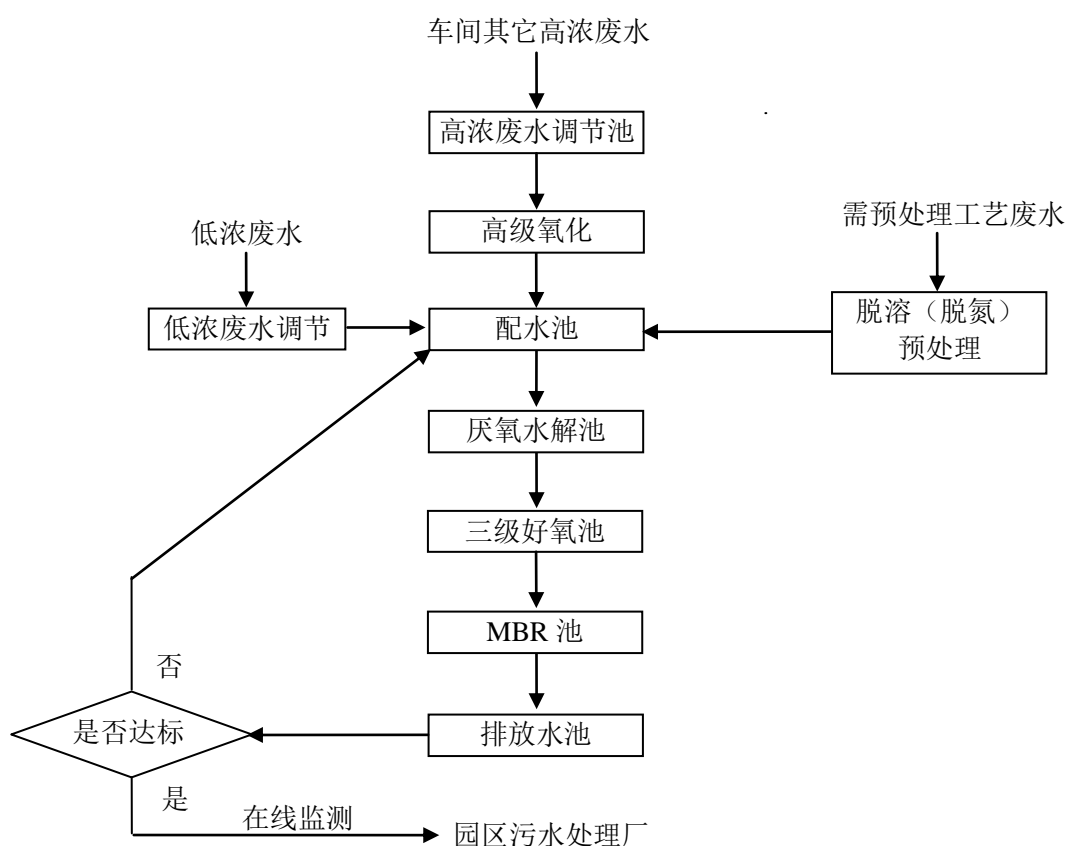 车间其它高浓废水
高浓废水调节池
高级氧化
需预处理工艺废水
低浓废水
低浓废水调节
配水池
脱溶（脱氮）
预处理
厌氧水解池
三级好氧池
MBR 池
否
是否达标
排放水池
是
在线监测
园区污水处理厂